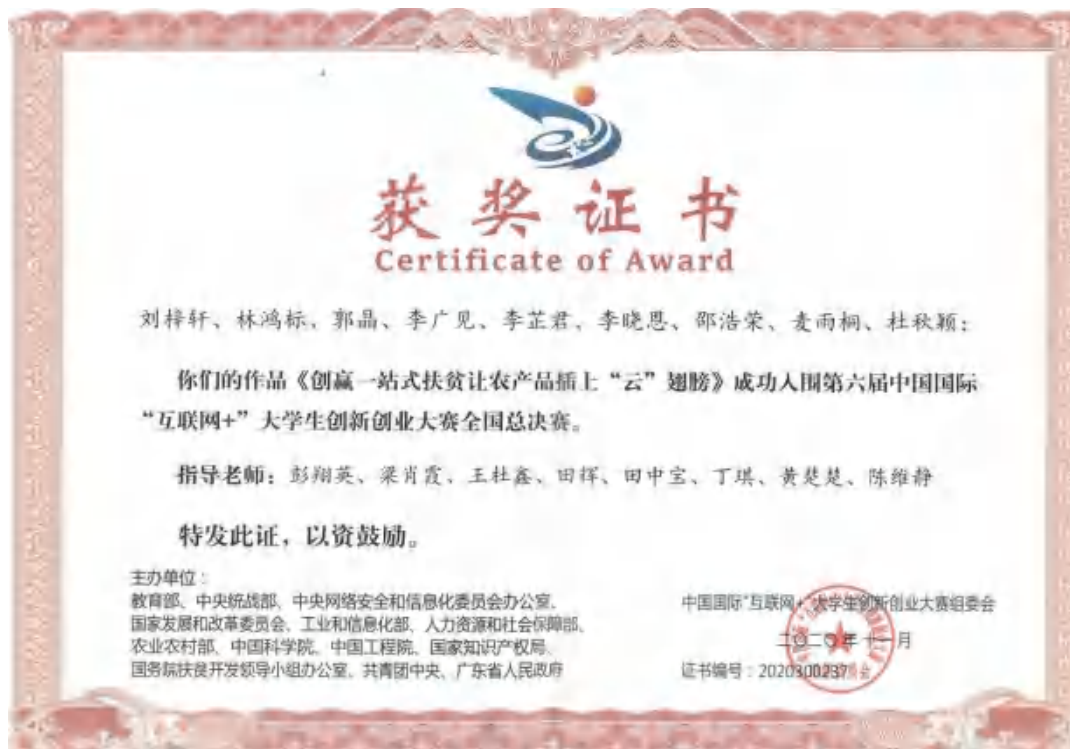 获奖证书
Certificate of Award
刘梓轩、林鸿标、郭晶、李广见、李芷君、李晓恩、邵浩荣、麦雨桐、杜秋颖：
你们的作品《创赢一站式扶贫让农产品插上“云”翅膀》成功入围第六届中国国际
“互联网+”大学生创新创业大赛全国总决赛。
指导老师：彭翔英、梁肖霞、王杜鑫、田辉、田中宝、丁琪、黄楚楚、陈维静
特发此证，以资鼓励。
主办单位：
教育部、中央统战部、中央网络安全和信息化委员会办公室、
国家发展和改革委员会、工业和信息化部、人力资源和社会保障部、
农业农村部、中国科学院、中国工程院、国家知识产权局、
国务院扶贫开发领导小组办公室、共青团中央、广东省人民政府
中国国际“互联网+”大学生创新创业大赛组委会
二〇二〇年十一月
证书编号：2020300237